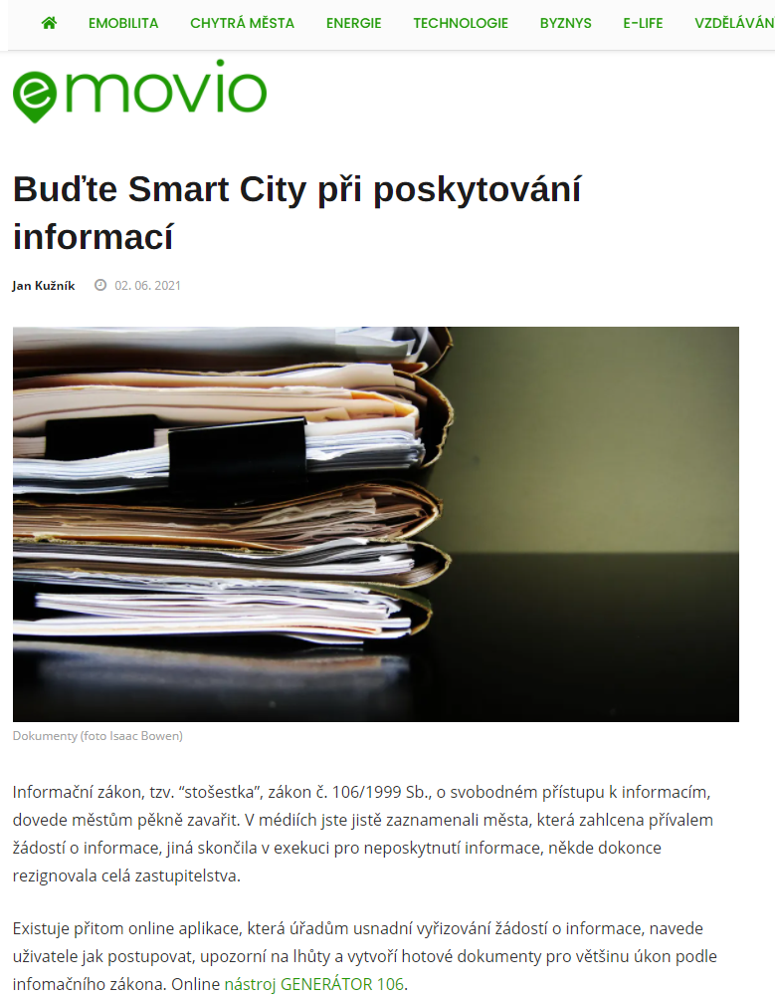 EMOBILITA CHYTRÁ MĚSTA ENERGIE TECHNOLOGIE BYZNYS E-LIFE VZDĚLÁVÁN
emovio
Buďte Smart City při poskytování
informací
Jan Kužník 02. 06. 2021
Dokumenty (foto Isaac Bowen)
Informační zákon, tzv. “stošestka”, zákon č. 106/1999 Sb., o svobodném přístupu k informacím,
dovede městům pěkně zavařit. V médiích jste jistě zaznamenali města, která zahlcena přívalem
žádostí o informace, jiná skončila v exekuci pro neposkytnutí informace, někde dokonce
rezignovala celá zastupitelstva.
Existuje přitom online aplikace, která úřadům usnadní vyřizování žádostí o informace, navede
uživatele jak postupovat, upozorní na lhůty a vytvoří hotové dokumenty pro většinu úkon podle
infomačního zákona. Online nástroj GENERÁTOR 106.